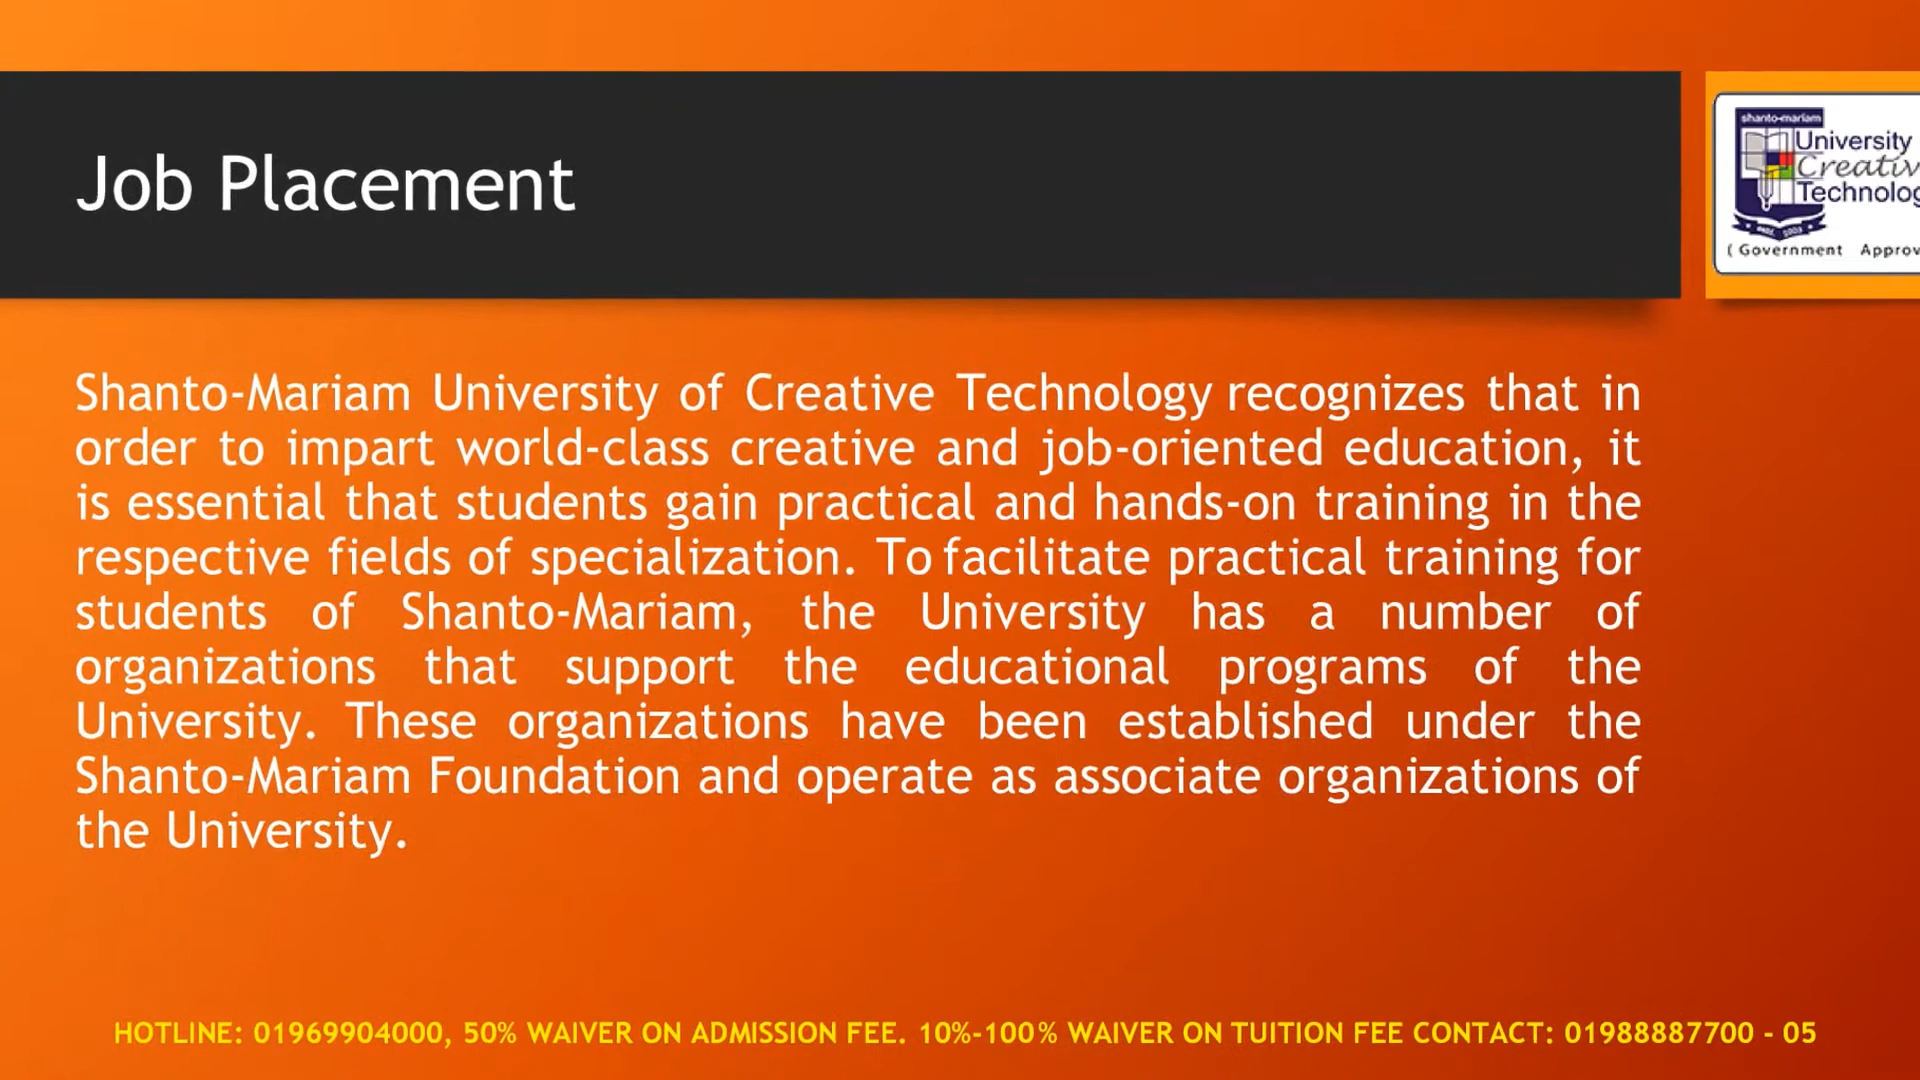 Job Placement
shanto-mariam
University
Creativ
Technolog
( Government Approv
Shanto-Mariam University of Creative Technology recognizes that in
order to impart world-class creative and job-oriented education, it
is essential that students gain practical and hands-on training in the
respective fields of specialization. To facilitate practical training for
students of Shanto-Mariam, the University has a number of
organizations that support the educational programs of the
University. These organizations have been established under the
Shanto-Mariam Foundation and operate as associate organizations of
the University.
HOTLINE: 01969904000, 50% WAIVER ON ADMISSION FEE. 10%-100% WAIVER ON TUITION FEE CONTACT: 01988887700 - 05